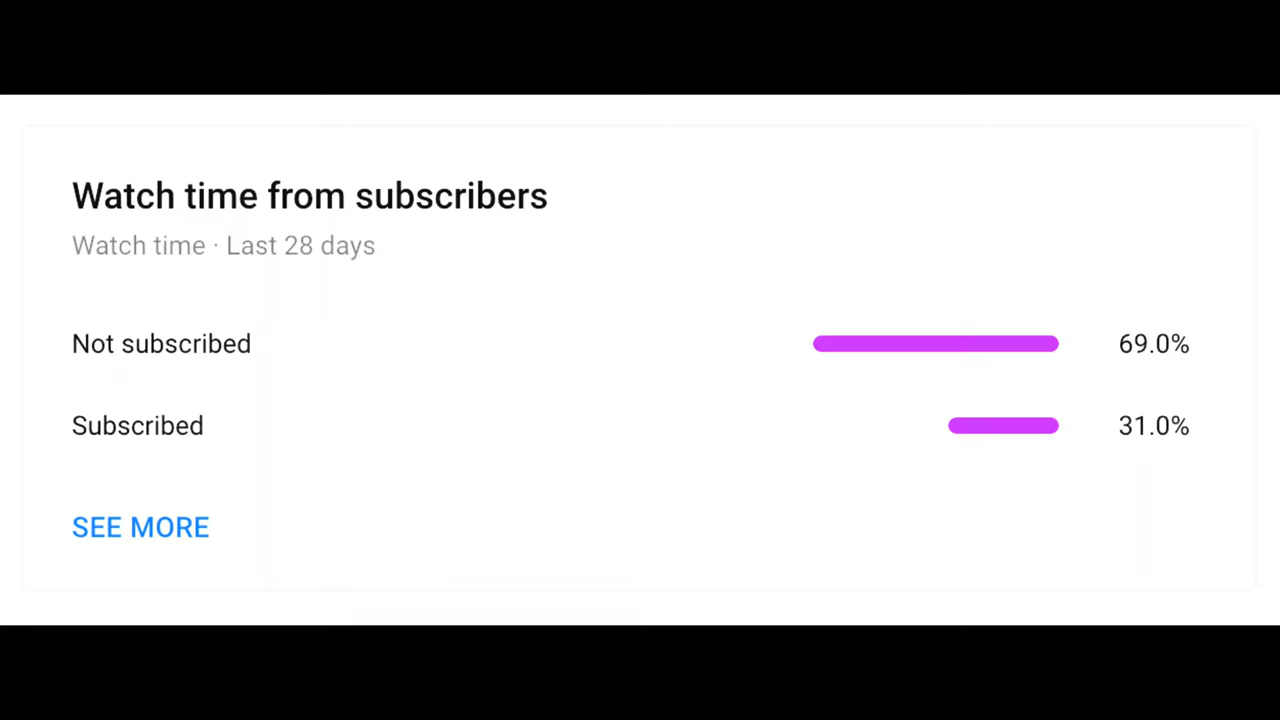 Watch time from subscribers
Watch time · Last 28 days
Not subscribed 69.0%
Subscribed 31.0%
SEE MORE